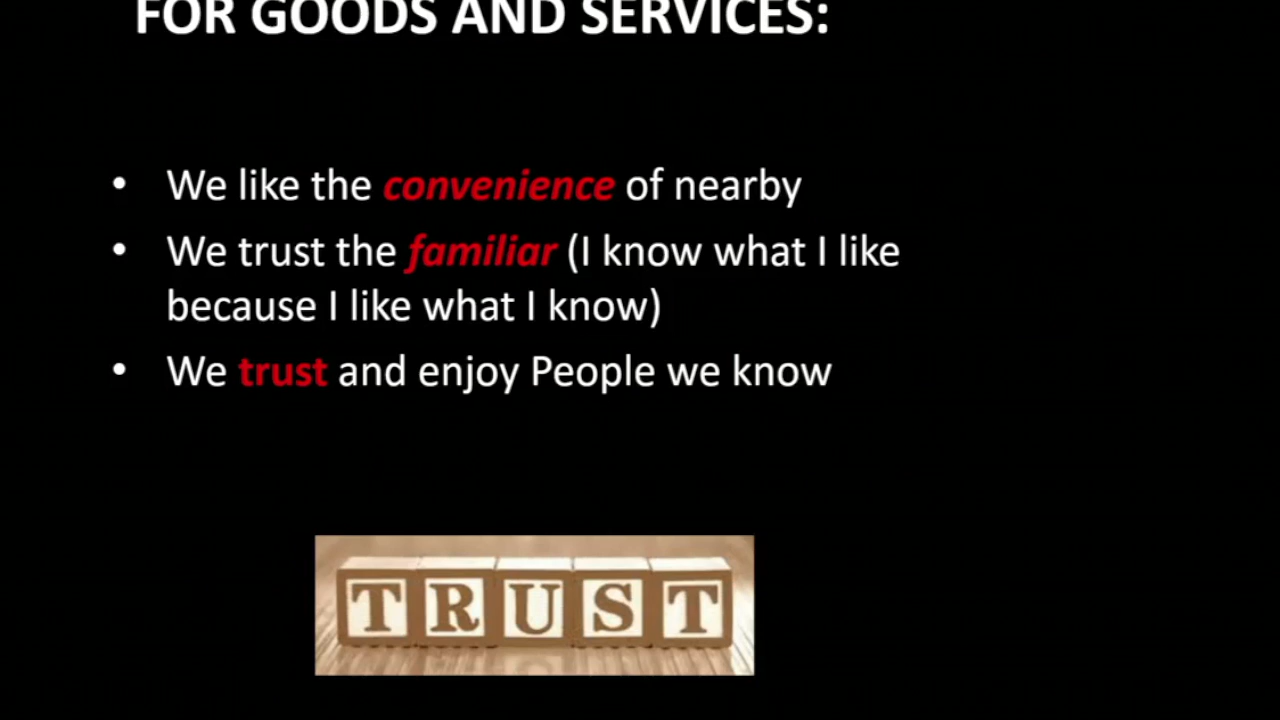 FOR GOODS AND SERVICES:
• We like the convenience of nearby
• We trust the familiar (I know what I like
because I like what I know)
• We trust and enjoy People we know
TRUST